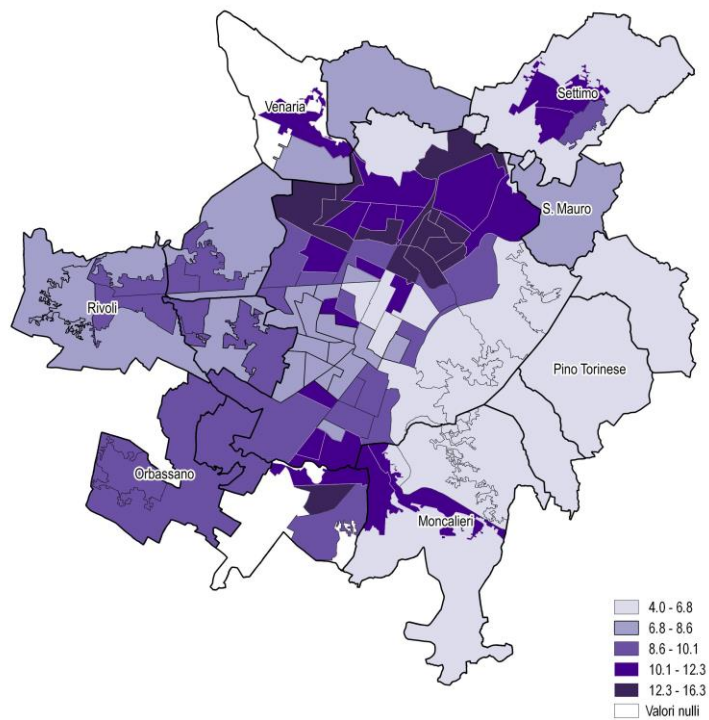 Settimo
Venaria
S. Mauro
Rivoli
Pino Torinese
Orbassano
Moncalieri
4.0 - 6.8
6.8 - 8.6
8.6 - 10.1
10.1 - 12.3
12.3 - 16.3
Valori nulli